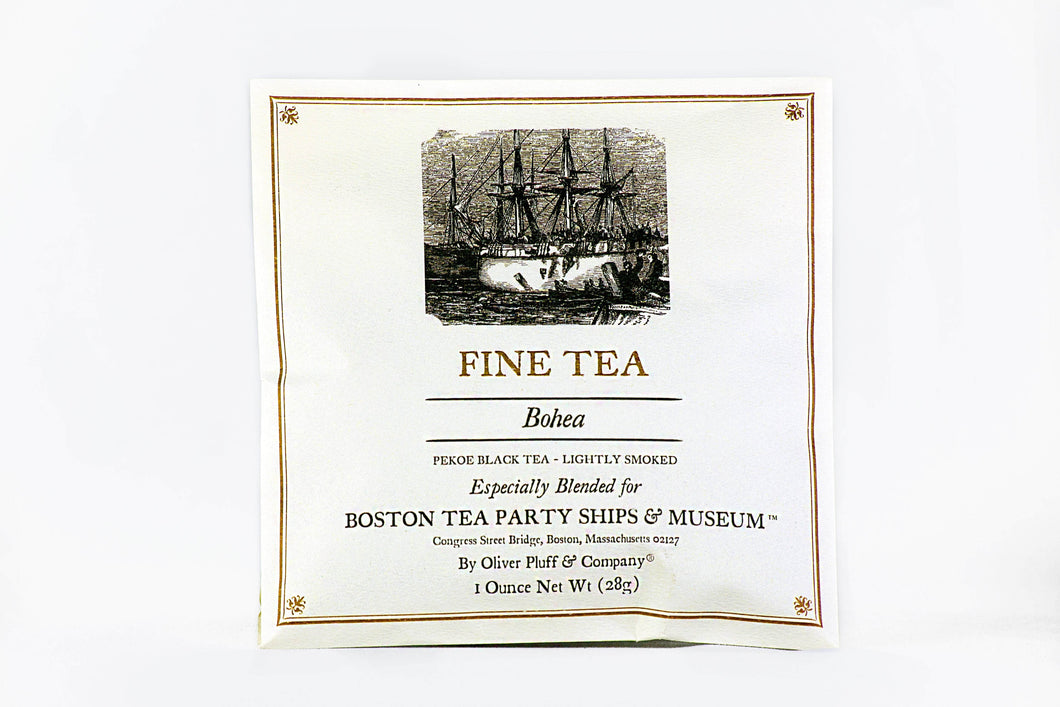 FINE TEA
Bohea
PEKOE BLACK TEA - LIGHTLY SMOKED
Especially Blended for
BOSTON TEA PARTY SHIPS & MUSEUM™
Congress Street Bridge, Boston, Massachusetts 02127
By Oliver Pluff & Company®
1 Ounce Net Wt (28g)